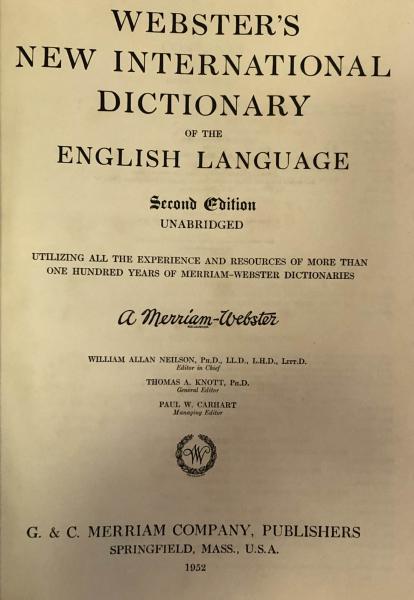 WEBSTER'S
NEW INTERNATIONAL
DICTIONARY
OF THE
ENGLISH LANGUAGE
Second Edition
UNABRIDGED
UTILIZING ALL THE EXPERIENCE AND RESOURCES OF MORE THAN
ONE HUNDRED YEARS OF MERRIAM-WEBSTER DICTIONARIES
A Merriam-Webster
WILLIAM ALLAN NEILSON, PH.D., LL.D., L.H.D., LITT.D.
Editor in Chief
THOMAS A. KNOTT, PH.D.
General Editor
PAUL W. CARHART
Managing Editor
W
G. & C. MERRIAM COMPANY, PUBLISHERS
SPRINGFIELD, MASS., U.S.A.
1952